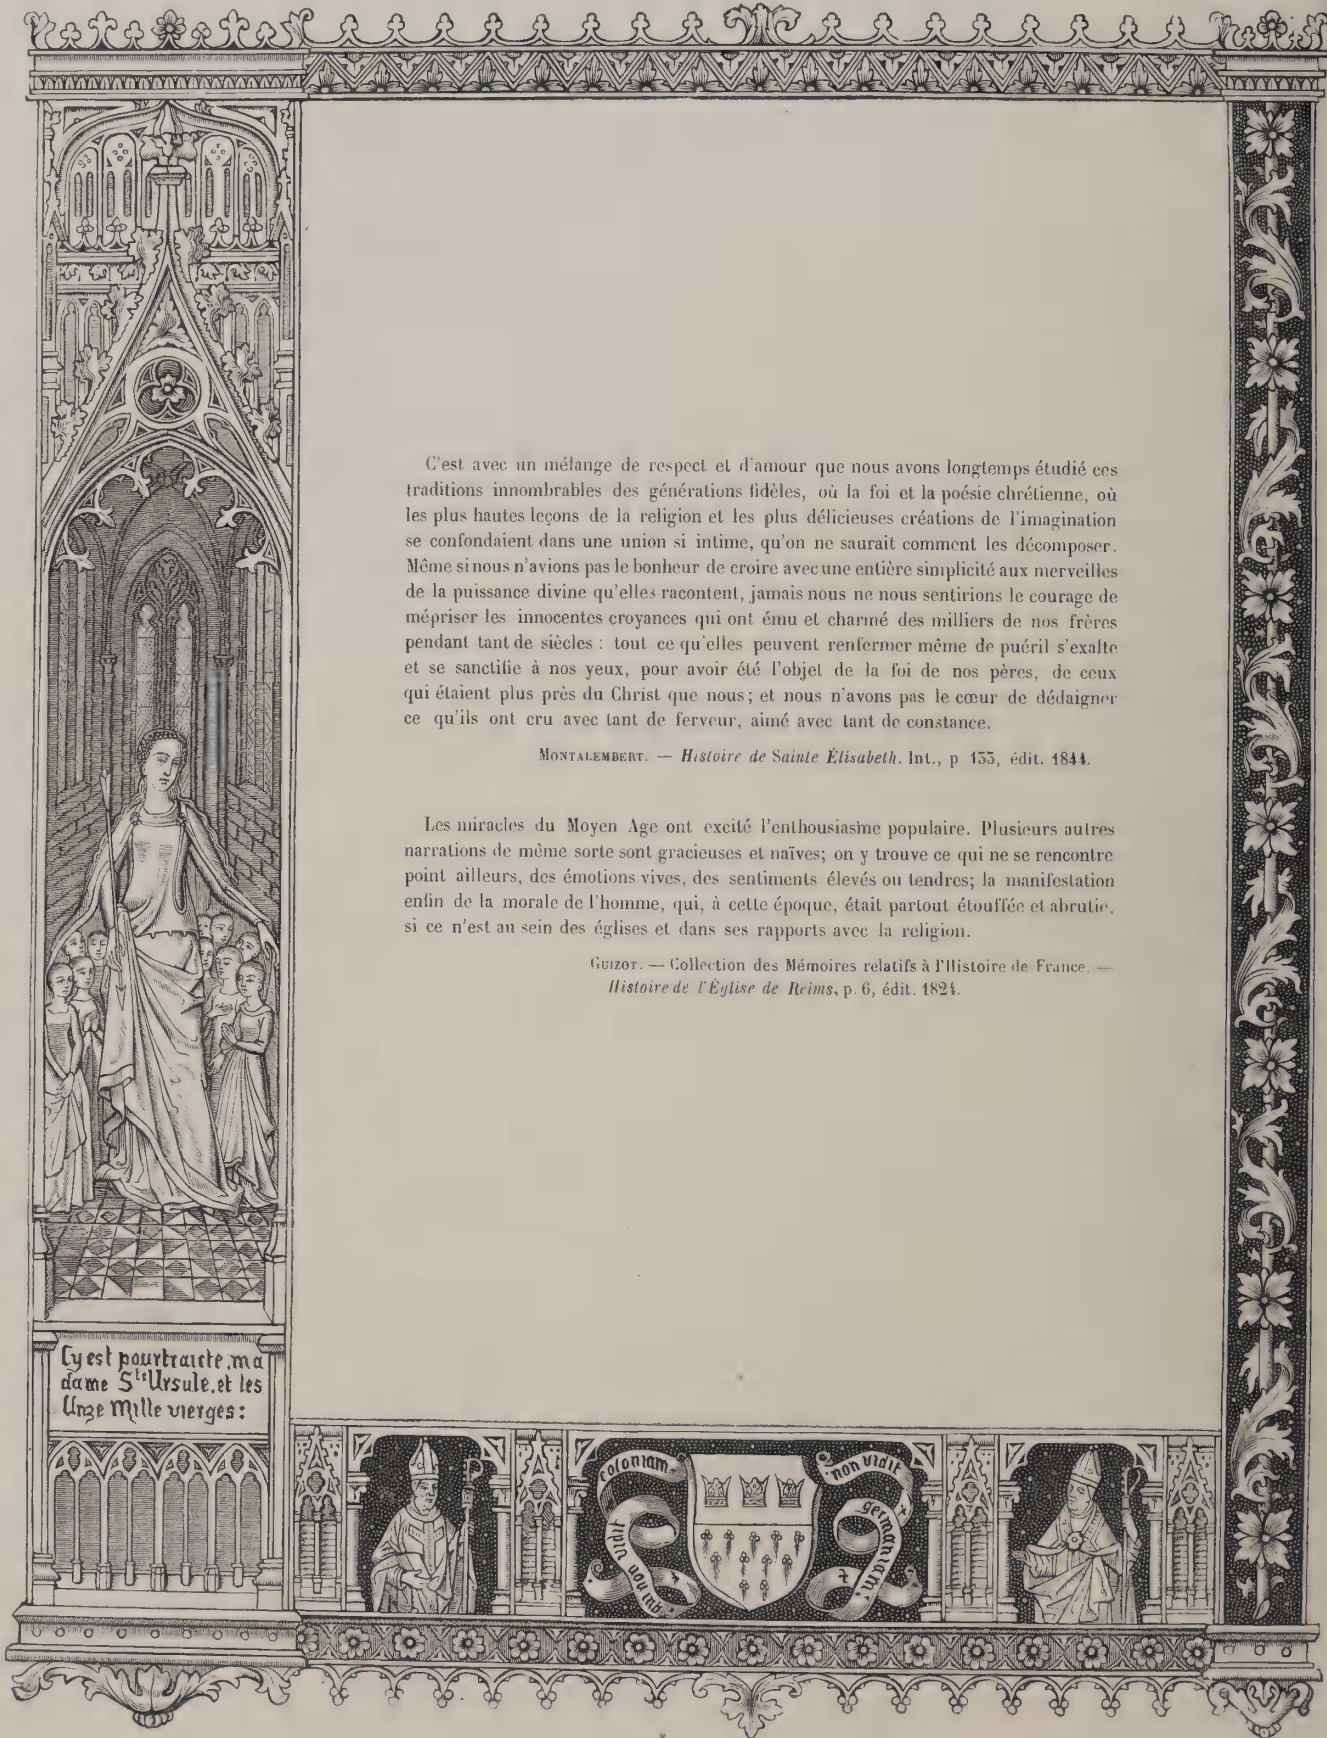 C'est avec un mélange de respect et d'amour que nous avons longtemps étudié ces
traditions innombrables des générations fidèles, où la foi et la poésie chrétienne, où
les plus hautes leçons de la religion et les plus délicieuses créations de l'imagination
se confondaient dans une union si intime, qu'on ne saurait comment les décomposer.
Même si nous n'avions pas le bonheur de croire avec une entière simplicité aux merveilles
de la puissance divine qu'elles racontent, jamais nous ne nous sentirions le courage de
mépriser les innocentes croyances qui ont ému et charmé des milliers de nos frères
pendant tant de siècles : tout ce qu'elles peuvent renfermer même de puéril s'exalte
et se sanctifie à nos yeux, pour avoir été l'objet de la foi de nos pères, de ceux
qui étaient plus près du Christ que nous; et nous n'avons pas le cœur de dédaigner
ce qu'ils ont cru avec tant de ferveur, aimé avec tant de constance.
MONTALEMBERT. — Histoire de Sainte Élisabeth. Int., p 135, édit. 1844.
Les miracles du Moyen Age ont excité l'enthousiasme populaire. Plusieurs autres
narrations de même sorte sont gracieuses et naïves; on y trouve ce qui ne se rencontre
point ailleurs, des émotions vives, des sentiments élevés ou tendres; la manifestation
enfin de la morale de l'homme, qui, à cette époque, était partout étouffée et abrutie.
si ce n'est au sein des églises et dans ses rapports avec la religion.
GUIZOT. — Collection des Mémoires relatifs à l'Histoire de France. —
Histoire de l'Église de Reims, p. 6, édit. 1824.
Cy est pourtraicte, ma
dame Ste Ursule, et les
Unze Mille vierges:
qui non vidit
coloniam
non vidit
germaniam